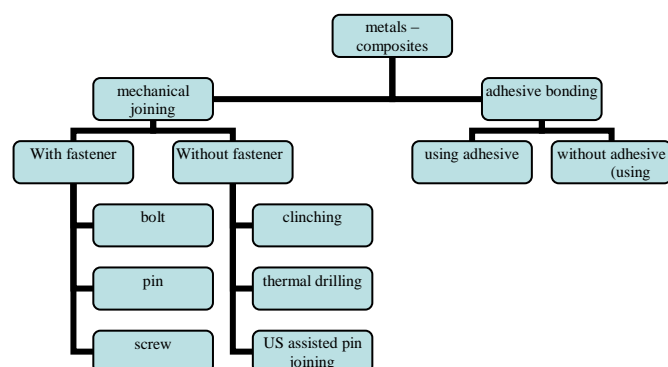 metals –
composites
mechanical
joining
adhesive bonding
With fastener
Without fastener
using adhesive
without adhesive
(using
bolt
clinching
pin
thermal drilling
screw
US assisted pin
joining